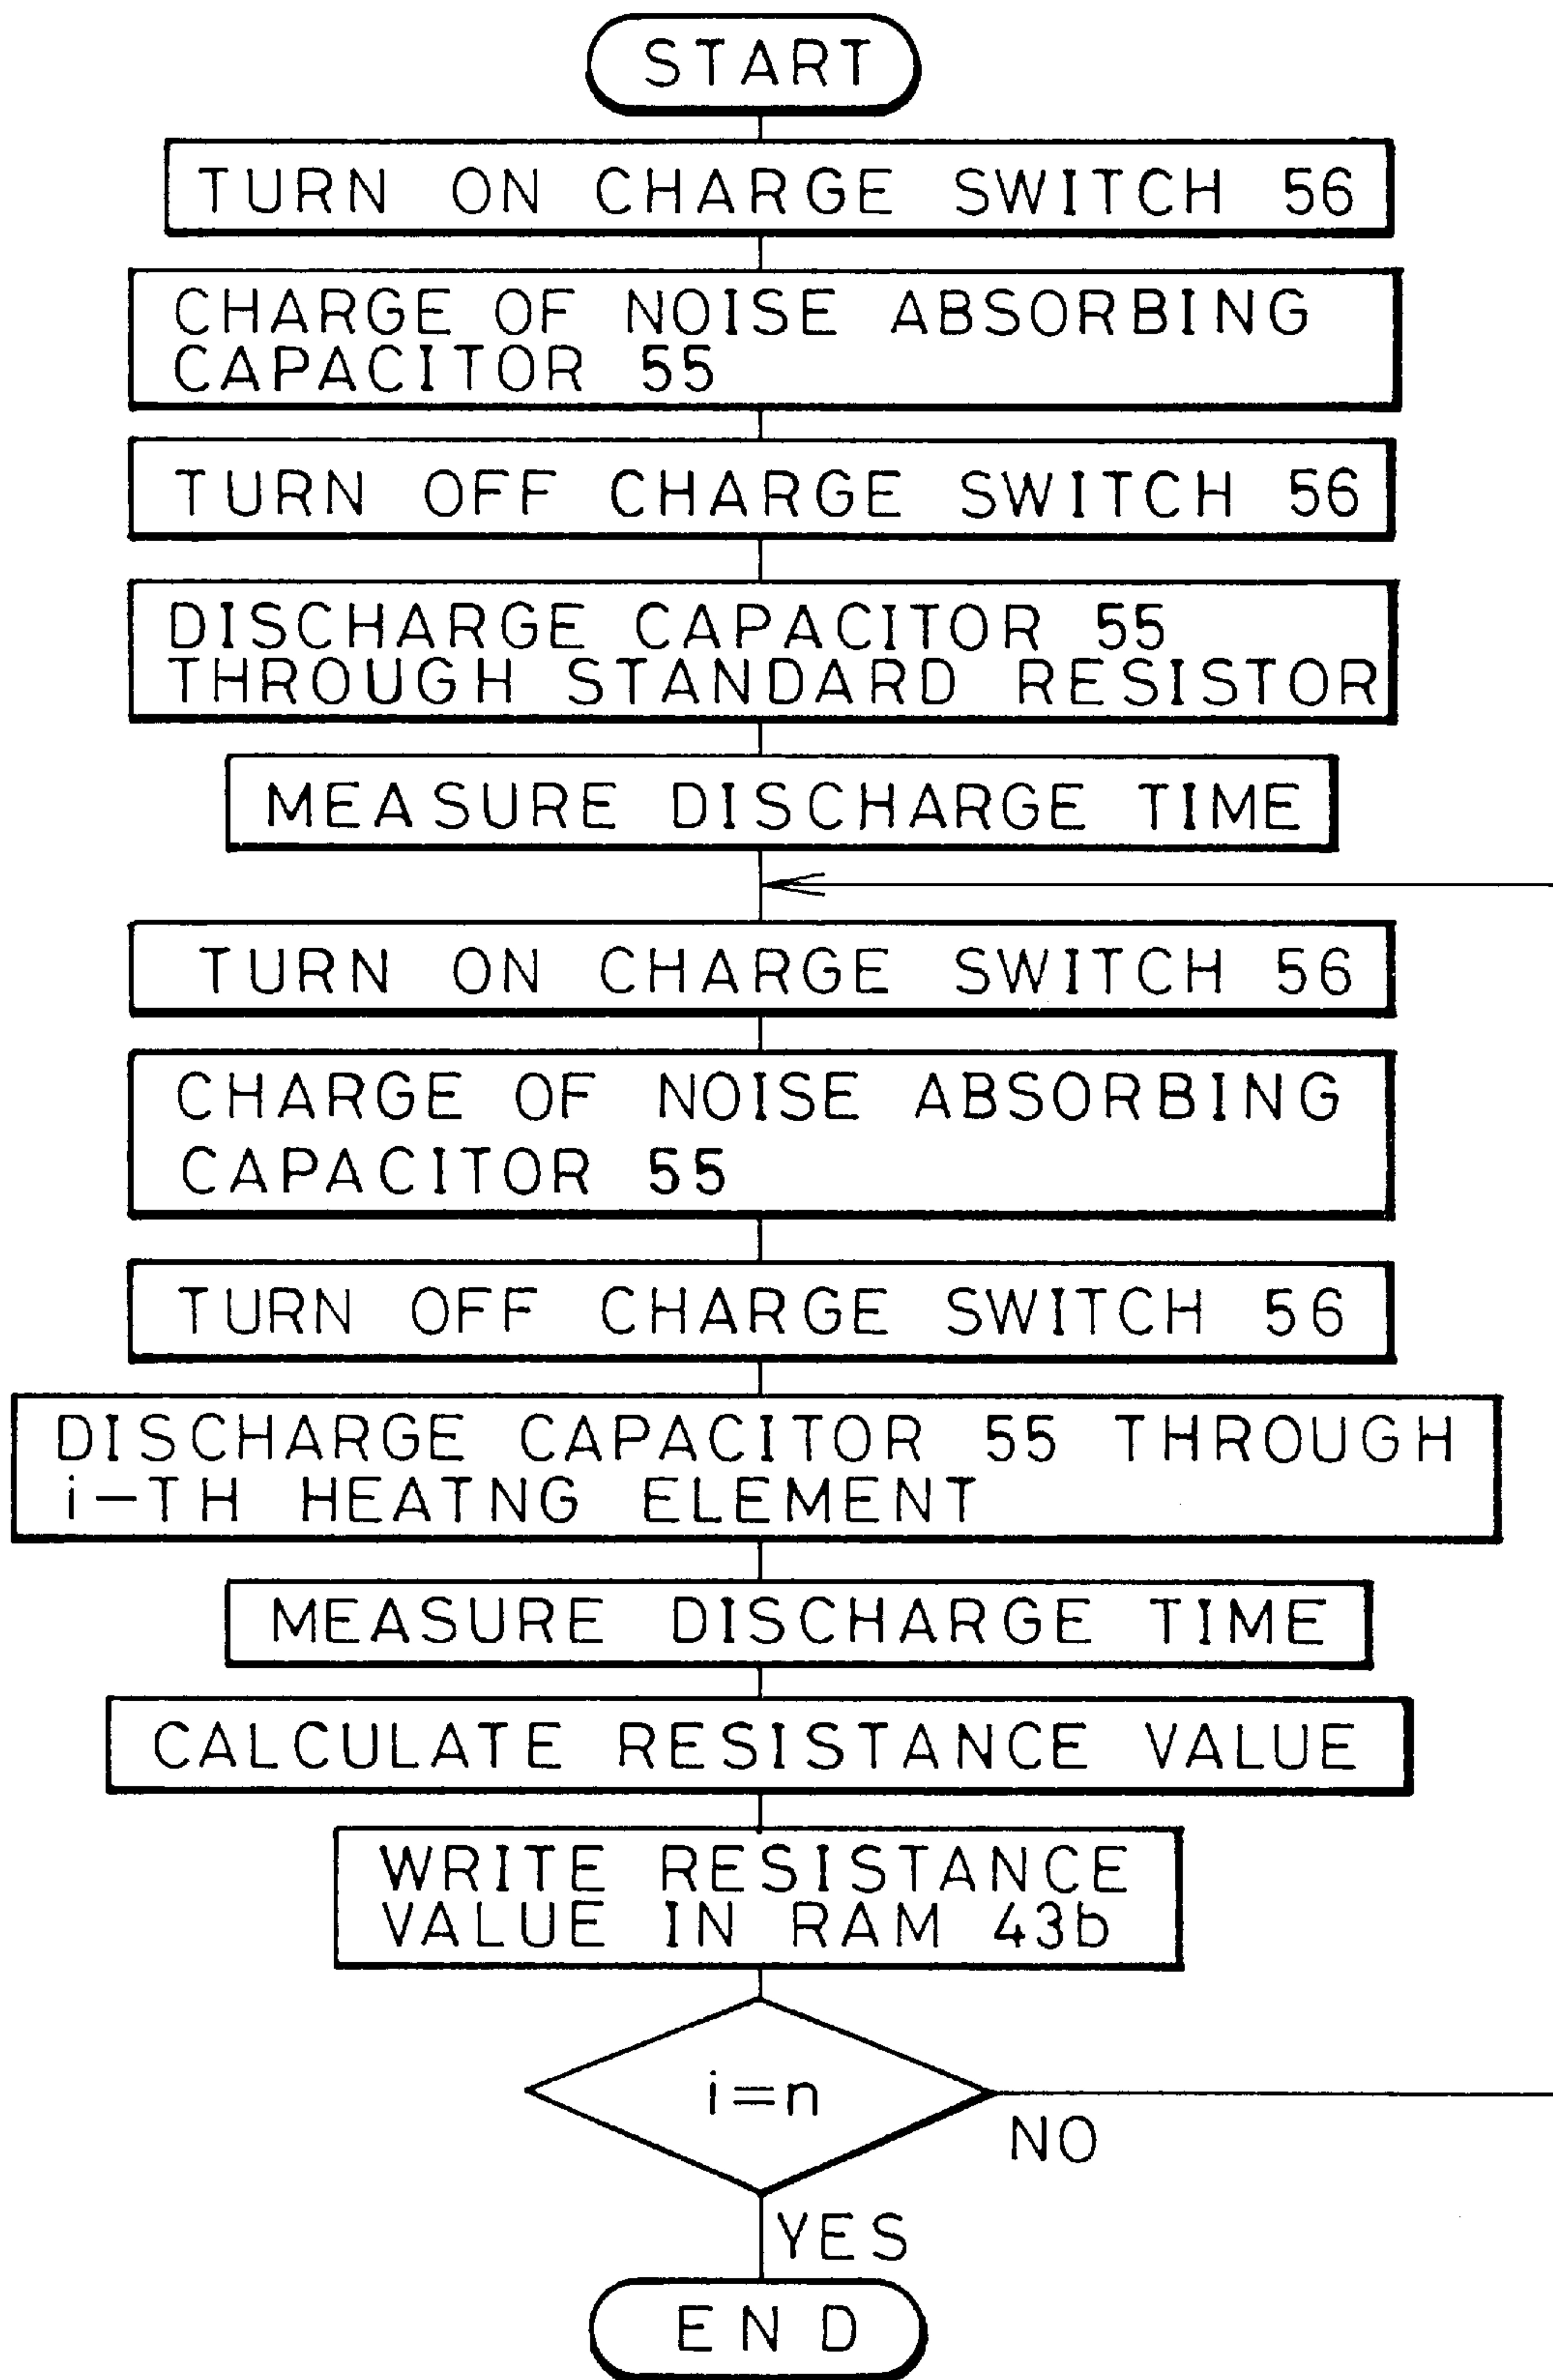 START
TURN ON CHARGE SWITCH 56
CHARGE OF NOISE ABSORBING
CAPACITOR 55
TURN OFF CHARGE SWITCH 56
DISCHARGE CAPACITOR 55
THROUGH STANDARD RESISTOR
MEASURE DISCHARGE TIME
TURN ON CHARGE SWITCH 56
CHARGE OF NOISE ABSORBING
CAPACITOR 55
TURN OFF CHARGE SWITCH 56
DISCHARGE CAPACITOR 55 THROUGH
i-TH HEATNG ELEMENT
MEASURE DISCHARGE TIME
CALCULATE RESISTANCE VALUE
WRITE RESISTANCE
VALUE IN RAM 43b
i=n
NO
YES
END